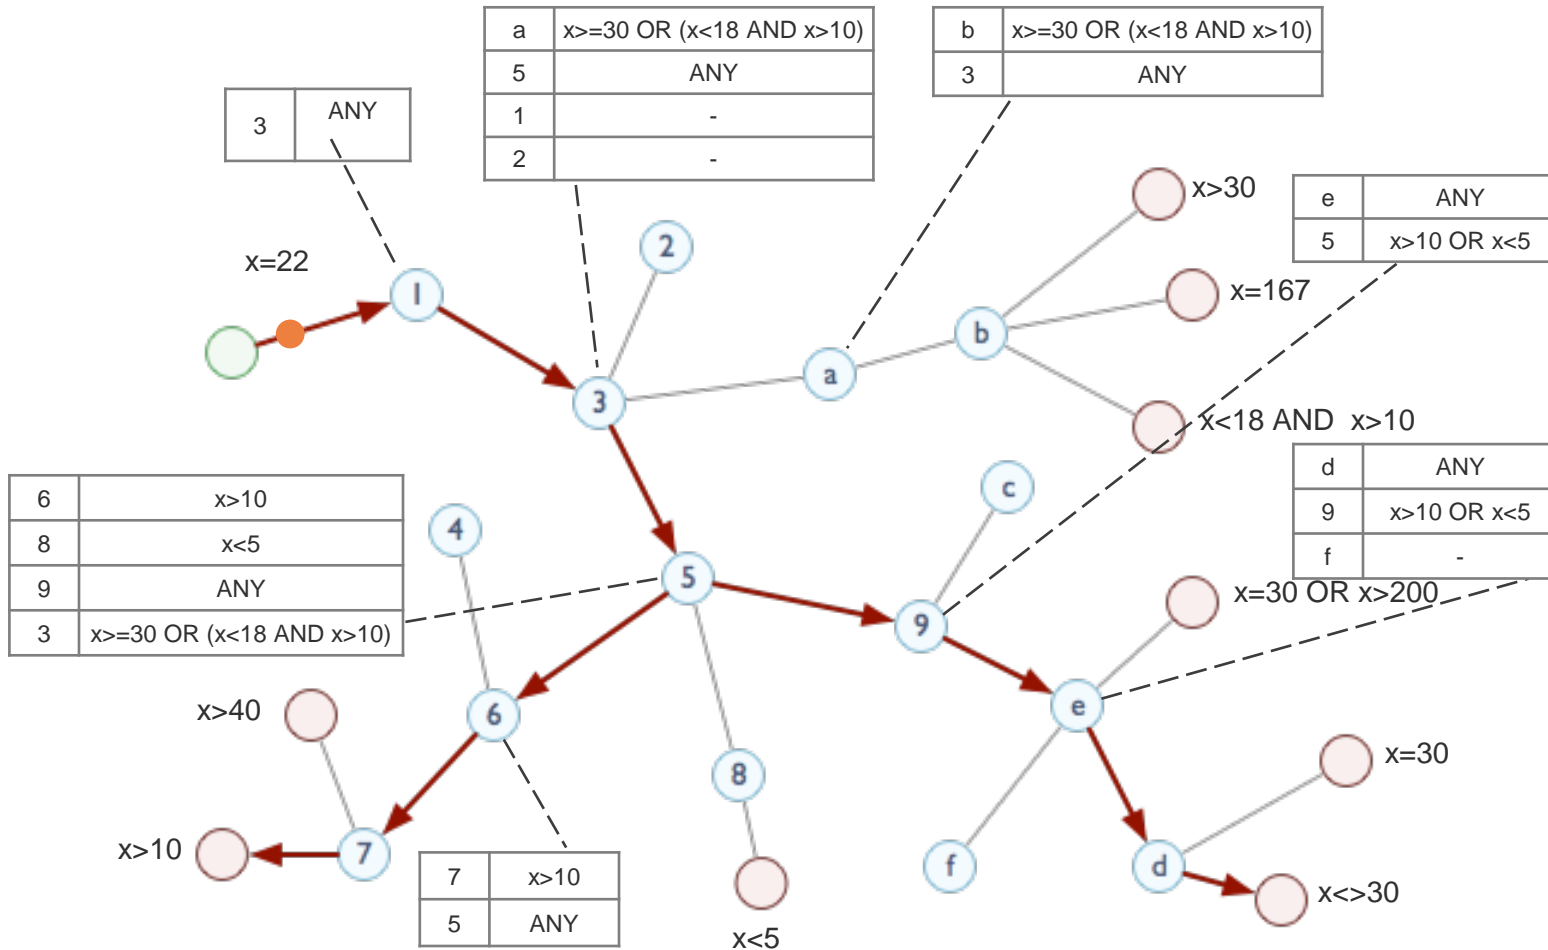 a x>=30 OR (x<18 AND x>10)
5 ANY
1 -
2 -
b x>=30 OR (x<18 AND x>10)
3 ANY
3 ANY
e ANY
5 x>10 OR x<5
x=22
x>30
x=167
x<18 AND x>10
1
2
3
a
b
d ANY
9 x>10 OR x<5
f -
6 x>10
8 x<5
9 ANY
3 x>=30 OR (x<18 AND x>10)
4
c
5
9
x=30 OR x>200
x>40
6
e
8
x=30
x>10
7
f
d
x<>30
7 x>10
5 ANY
x<5